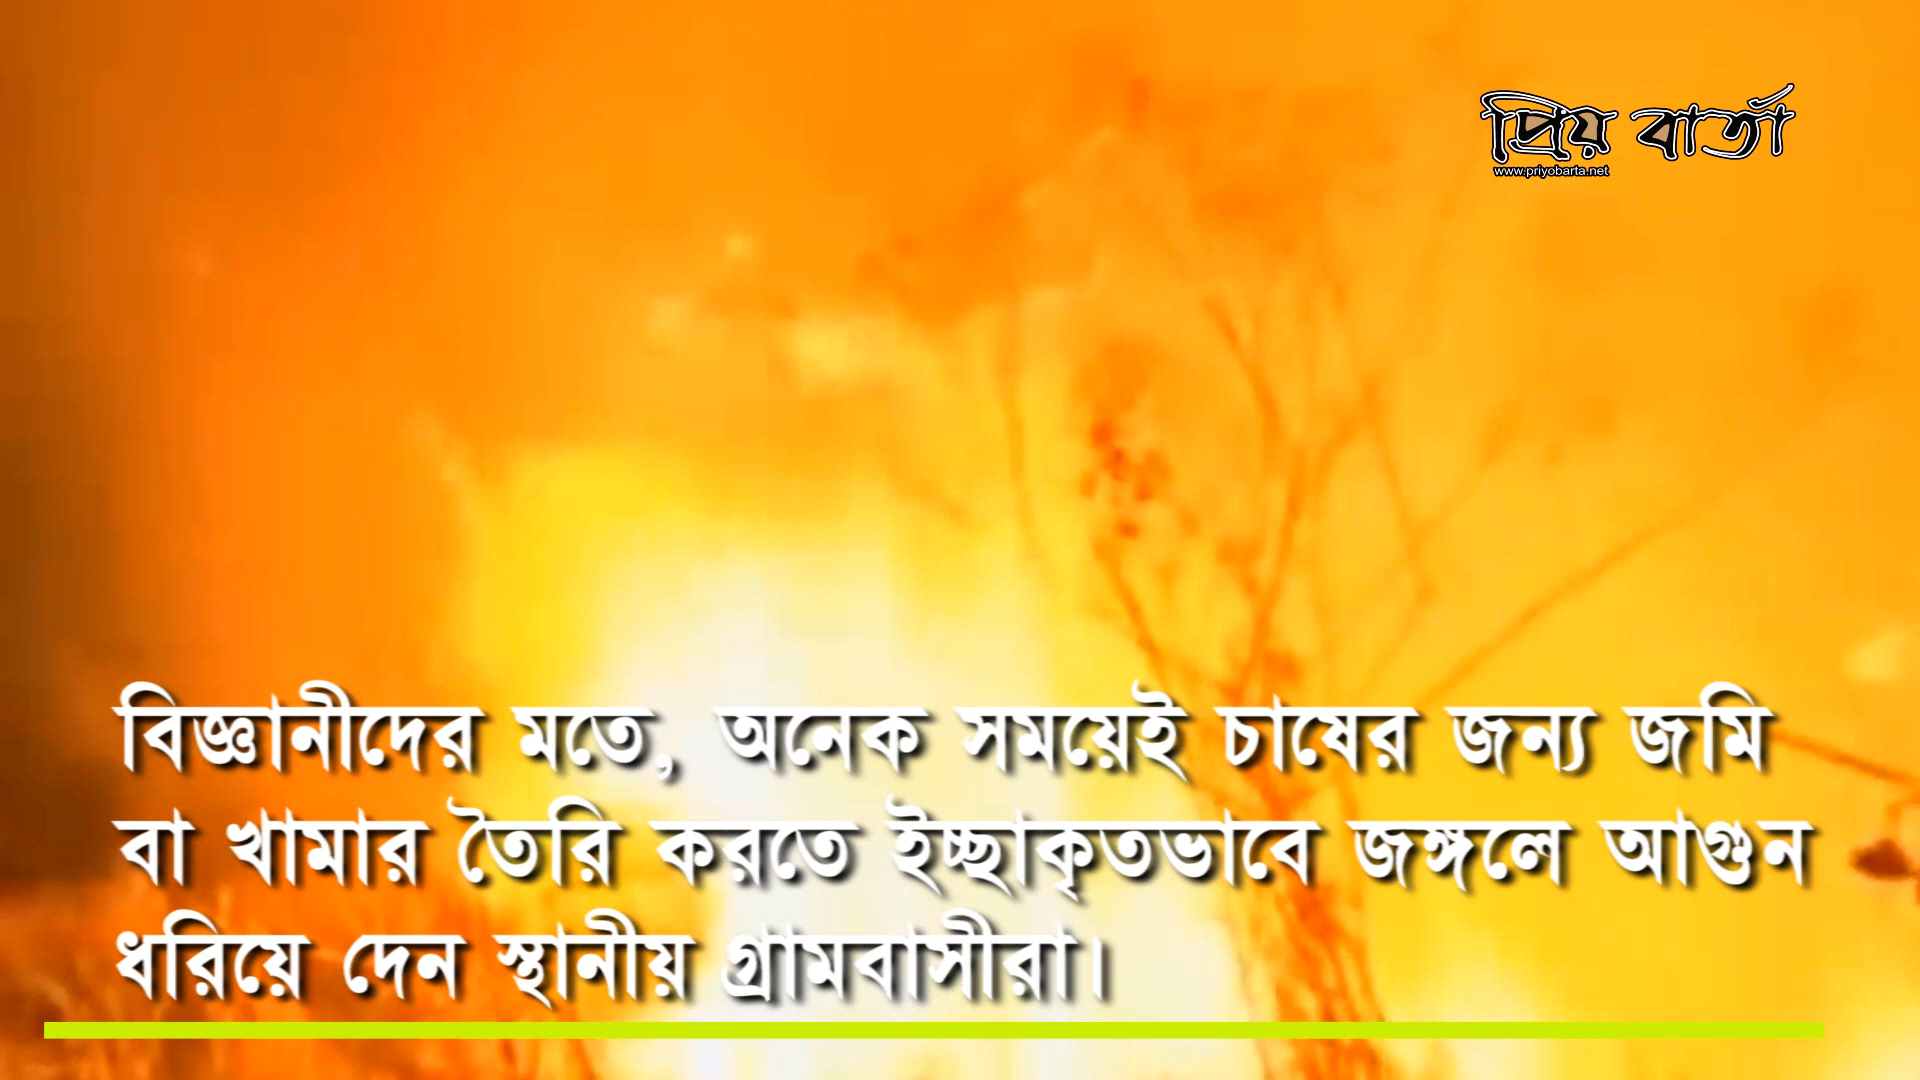 প্রিয় বার্তা
www.priyobarta.net
বিজ্ঞানীদের মতে, অনেক সময়েই চাষের জন্য জমি
বা খামার তৈরি করতে ইচ্ছাকৃতভাবে জঙ্গলে আগুন
ধরিয়ে দেন স্থানীয় গ্রামবাসীরা।